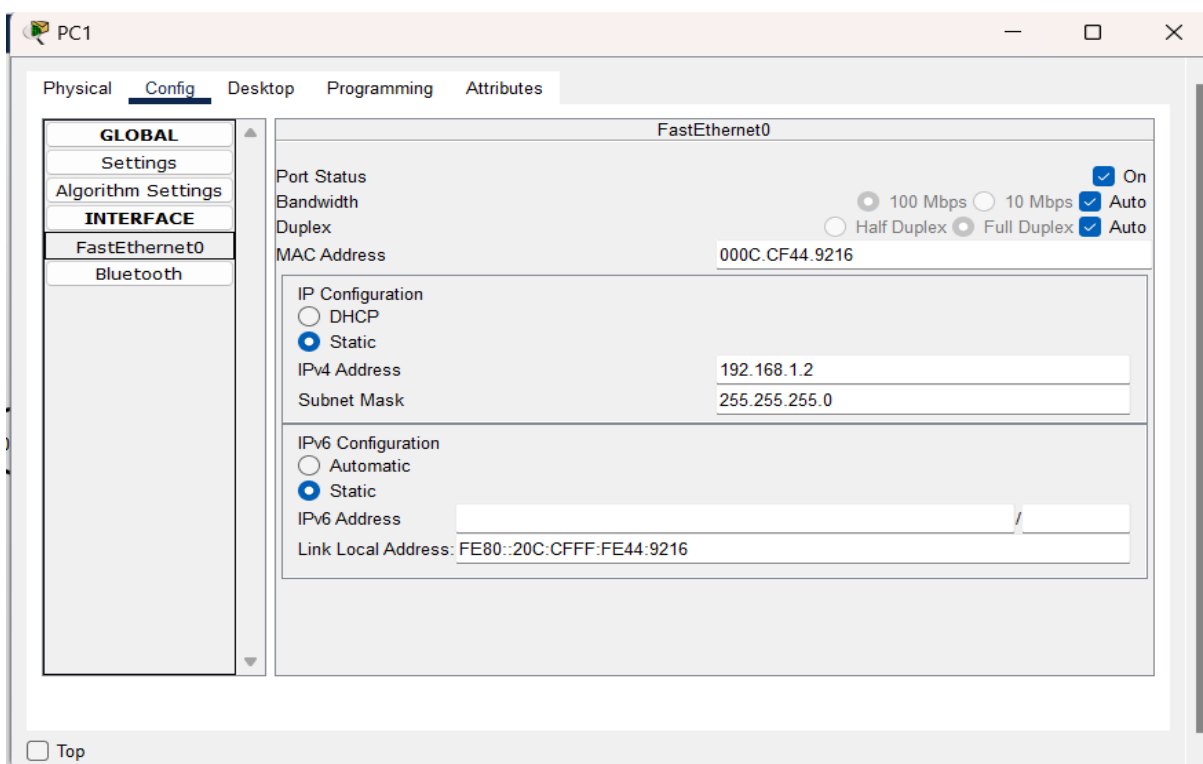 PC1
Physical Config Desktop Programming Attributes
GLOBAL
Settings
Algorithm Settings
INTERFACE
FastEthernet0
Bluetooth
FastEthernet0
Port Status On
Bandwidth 100 Mbps 10 Mbps Auto
Duplex Half Duplex Full Duplex Auto
MAC Address 000C.CF44.9216
IP Configuration
DHCP
Static
IPv4 Address 192.168.1.2
Subnet Mask 255.255.255.0
IPv6 Configuration
Automatic
Static
IPv6 Address /
Link Local Address: FE80::20C:CFFF:FE44:9216
Top